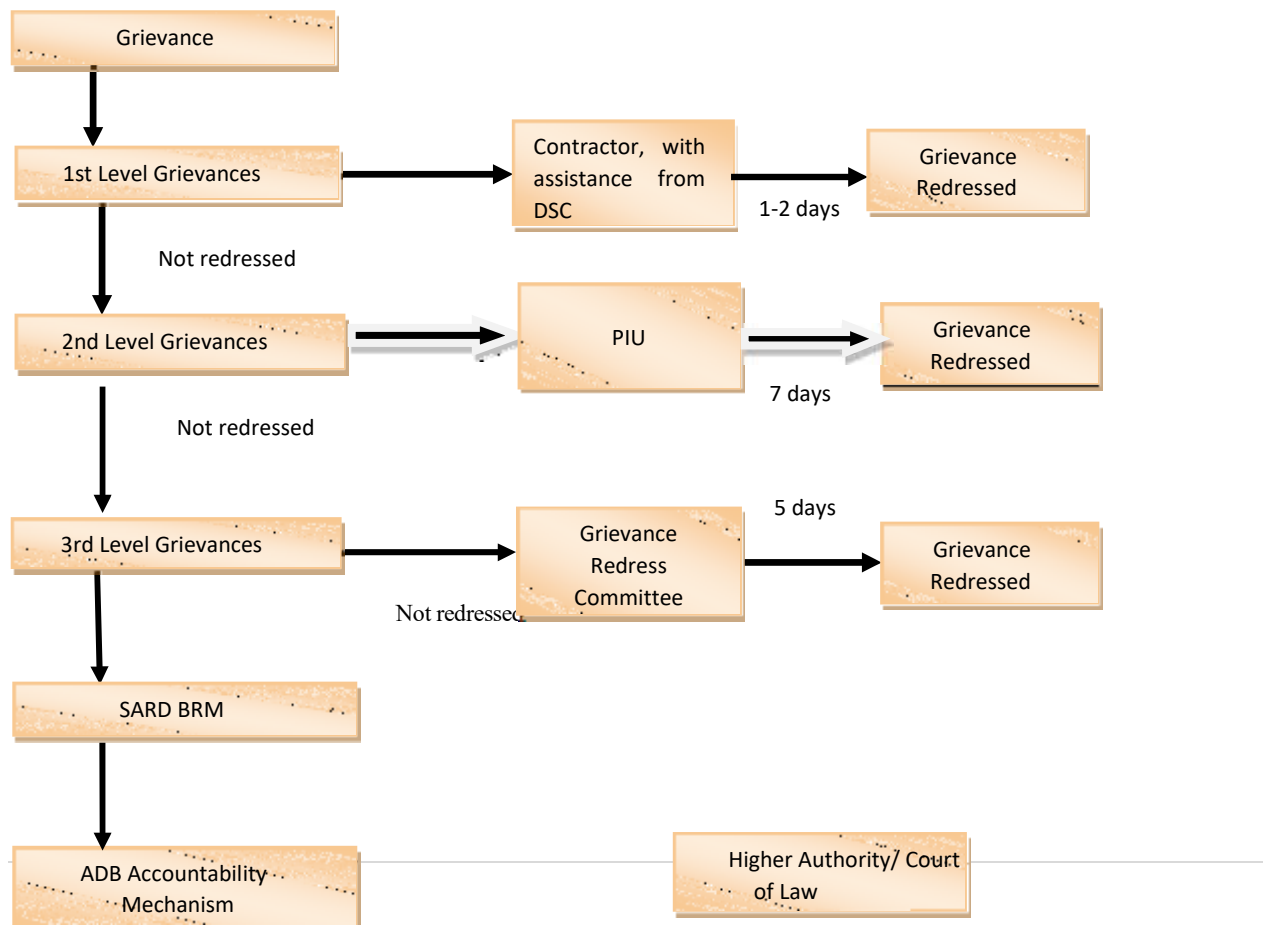 Grievance
1st Level Grievances
Contractor, with
assistance from
DSC
1-2 days
Grievance
Redressed
Not redressed
2nd Level Grievances
PIU
7 days
Grievance
Redressed
Not redressed
3rd Level Grievances
Grievance
Redress
Committee
5 days
Grievance
Redressed
Not redressed
SARD BRM
ADB Accountability
Mechanism
Higher Authority/ Court
of Law